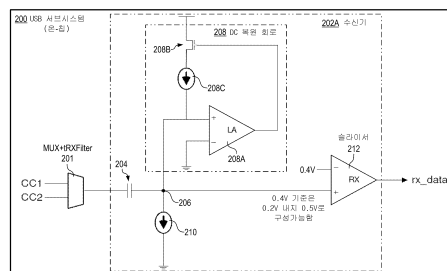 200 USB 서브시스템
(온-칩)
208 DC 복원 회로
202A 수신기
208B
208C
LA
208A
MUX+tRXFilter
201
204
CC1
CC2
206
210
슬라이서
212
0.4V
RX
rx_data
0.4V 기준은
0.2V 내지 0.5V로
구성가능함